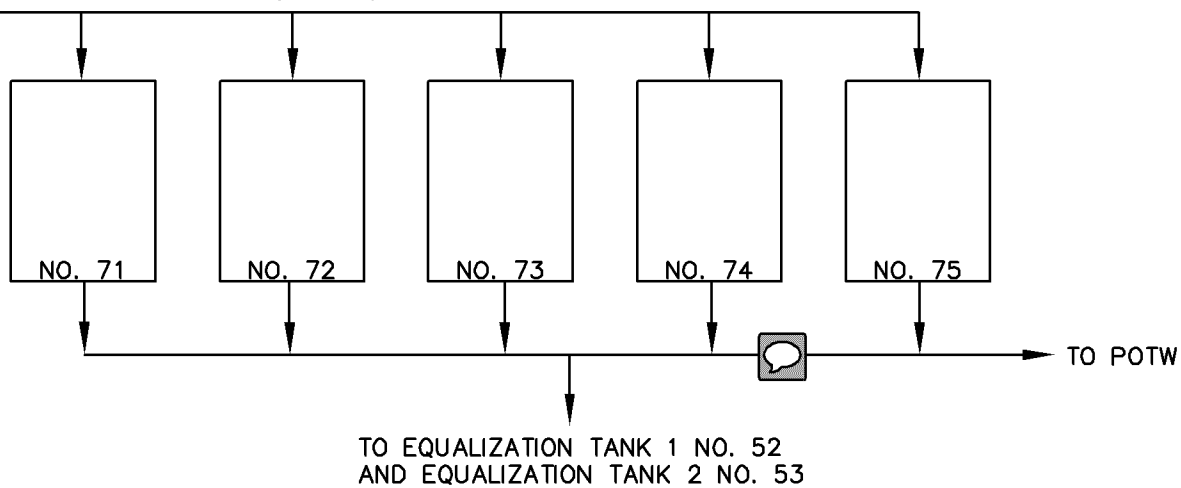 NO. 71
NO. 72
NO. 73
NO. 74
NO. 75
TO POTW
TO EQUALIZATION TANK 1 NO. 52
AND EQUALIZATION TANK 2 NO. 53